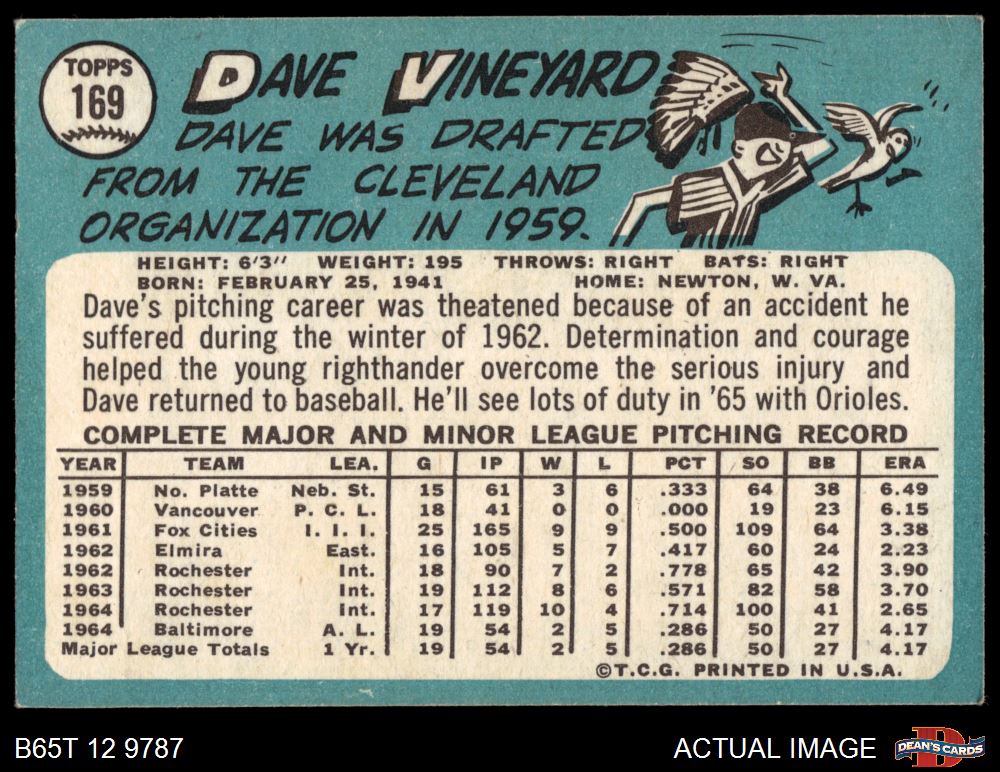 TOPPS
169
DAVE VINEYARD
DAVE WAS DRAFTED
FROM THE CLEVELAND
ORGANIZATION IN 1959.
HEIGHT: 6'3" WEIGHT: 195 THROWS: RIGHT BATS: RIGHT
BORN: FEBRUARY 25, 1941 HOME: NEWTON, W. VA.
Dave's pitching career was theatened because of an accident he
suffered during the winter of 1962. Determination and courage
helped the young righthander overcome the serious injury and
Dave returned to baseball. He'll see lots of duty in '65 with Orioles.
COMPLETE MAJOR AND MINOR LEAGUE PITCHING RECORD
YEAR TEAM LEA. G IP W L PCT SO BB ERA
1959 No. Platte Neb. St. 15 61 3 6 .333 64 38 6.49
1960 Vancouver P. C. L. 18 41 0 0 .000 19 23 6.15
1961 Fox Cities I. I. I. 25 165 9 9 .500 109 64 3.38
1962 Elmira East. 16 105 5 7 .417 60 24 2.23
1962 Rochester Int. 18 90 7 2 .778 65 42 3.90
1963 Rochester Int. 19 112 8 6 .571 82 58 3.70
1964 Rochester Int. 17 119 10 4 .714 100 41 2.65
1964 Baltimore A. L. 19 54 2 5 .286 50 27 4.17
Major League Totals 1 Yr. 19 54 2 5 .286 50 27 4.17
©T.C.G. PRINTED IN U.S.A.
B65T 12 9787 ACTUAL IMAGE DEAN'S CARDS